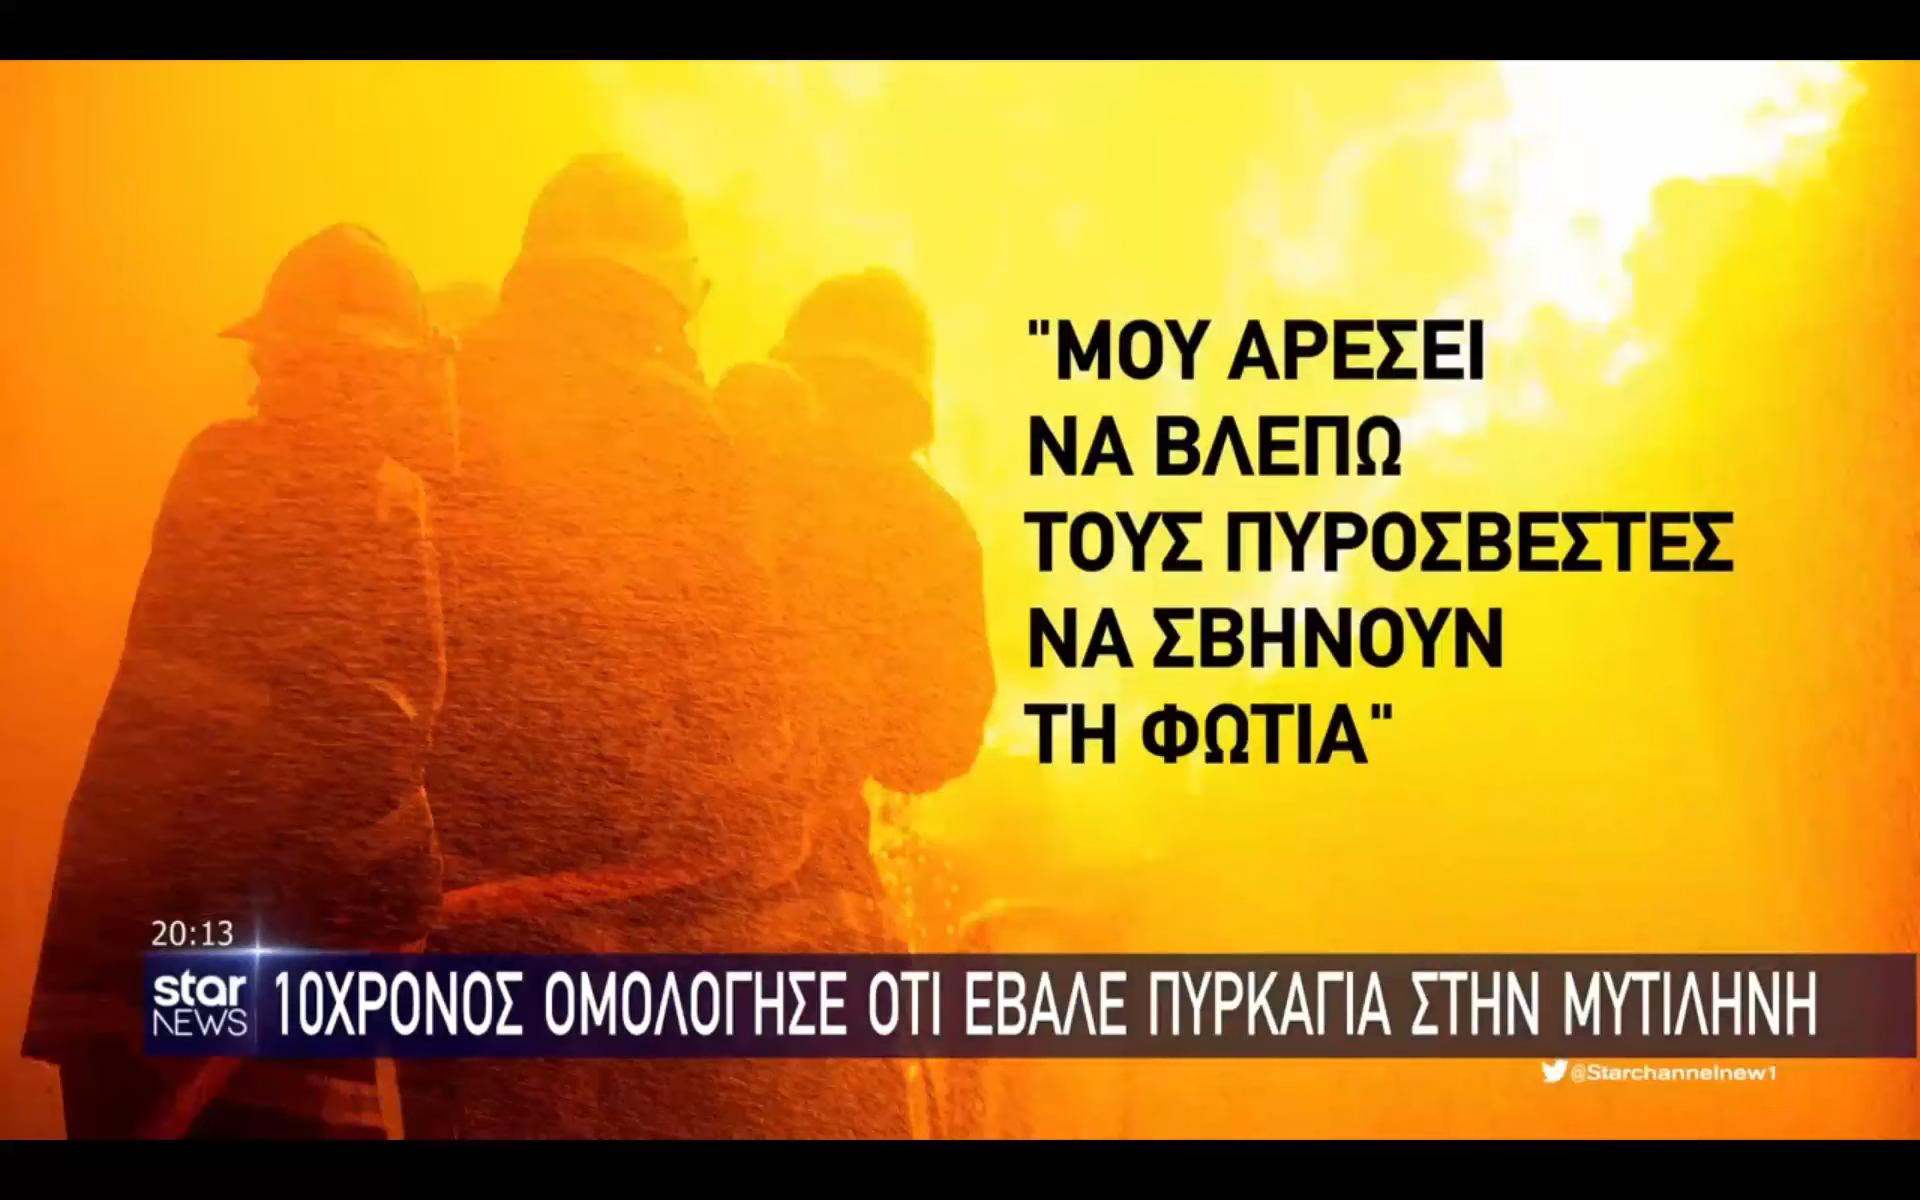 "ΜΟΥ ΑΡΕΣΕΙ
ΝΑ ΒΛΕΠΩ
ΤΟΥΣ ΠΥΡΟΣΒΕΣΤΕΣ
ΝΑ ΣΒΗΝΟΥΝ
ΤΗ ΦΩΤΙΑ"
20:13
star
NEWS
10ΧΡΟΝΟΣ ΟΜΟΛΟΓΗΣΕ ΟΤΙ ΕΒΑΛΕ ΠΥΡΚΑΓΙΑ ΣΤΗΝ ΜΥΤΙΛΗΝΗ
@Starchannelnew1